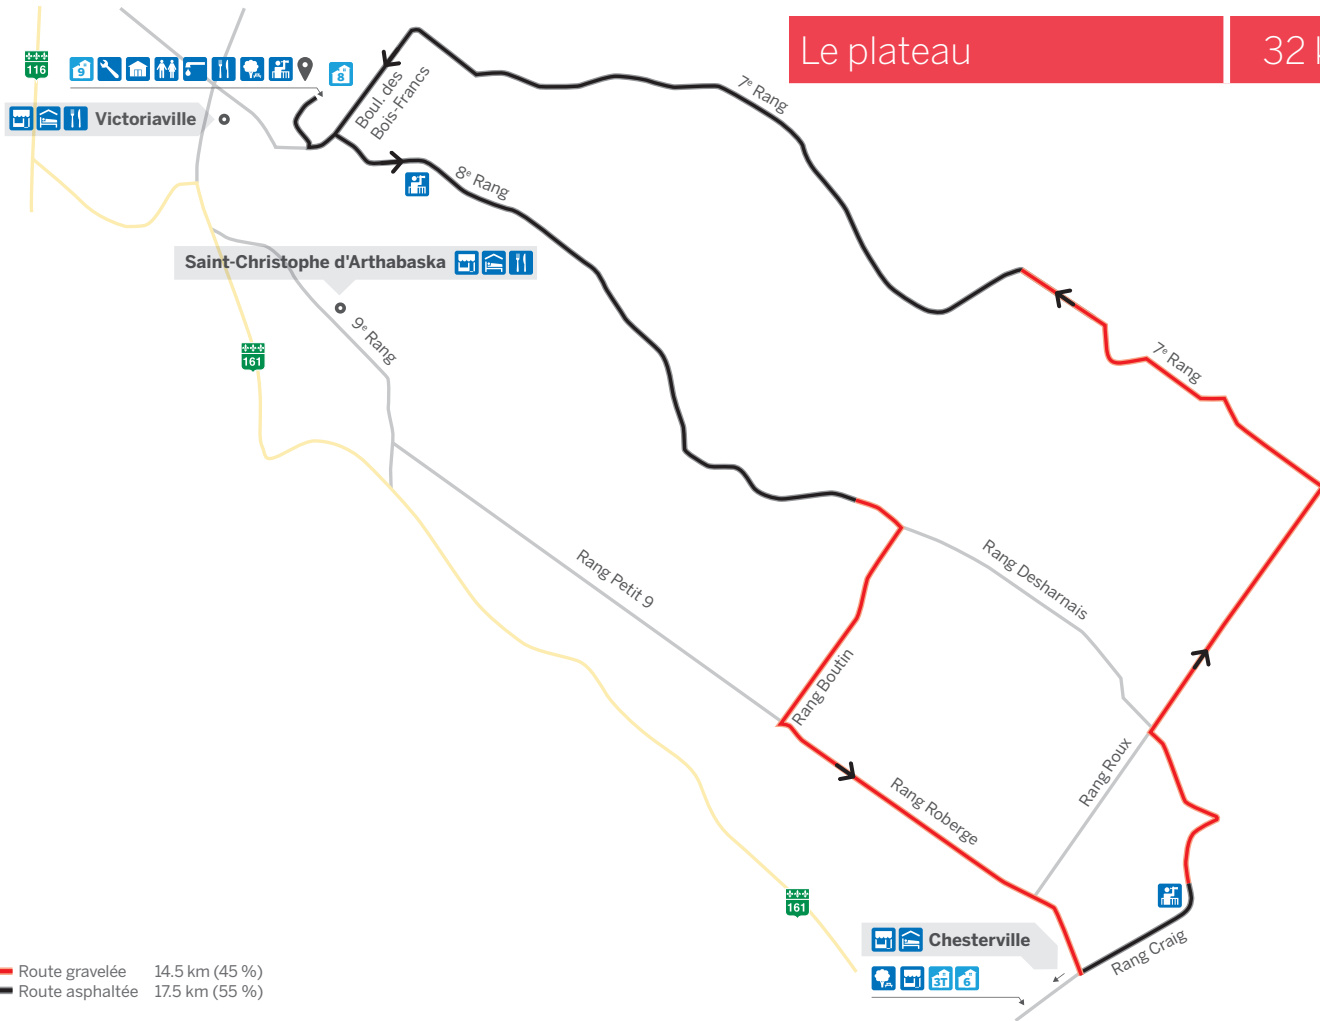 Le plateau
32
116
9
8
Victoriaville
Boul. des
Bois-Francs
7e Rang
8e Rang
Saint-Christophe d'Arthabaska
9e Rang
161
7e Rang
Rang Petit 9
Rang Desharnais
Rang Boutin
Rang Roux
Rang Roberge
161
Chesterville
Rang Craig
3T
6
Route gravelée 14.5 km (45 %)
Route asphaltée 17.5 km (55 %)